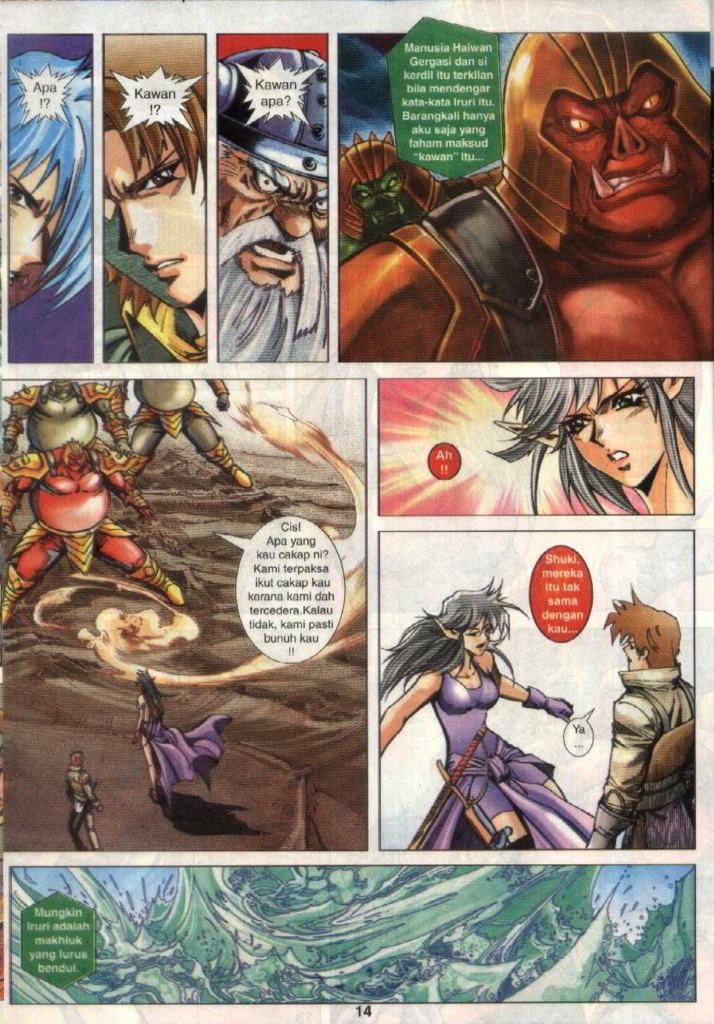 Apa
!?
Kawan
!?
Kawan
apa?
Manusia Haiwan
Gergasi dan si
kerdil itu terkilan
bila mendengar
kata-kata Iruri itu.
Barangkali hanya
aku saja yang
faham maksud
"kawan" itu...
Cis!
Apa yang
kau cakap ni?
Kami terpaksa
ikut cakap kau
kerana kami dah
tercedera.Kalau
tidak, kami pasti
bunuh kau
!!
Ah
!!
Shuki,
mereka
itu tak
sama
dengan
kau...
Ya
...
Mungkin
Iruri adalah
makhluk
yang lurus
bendul.
14